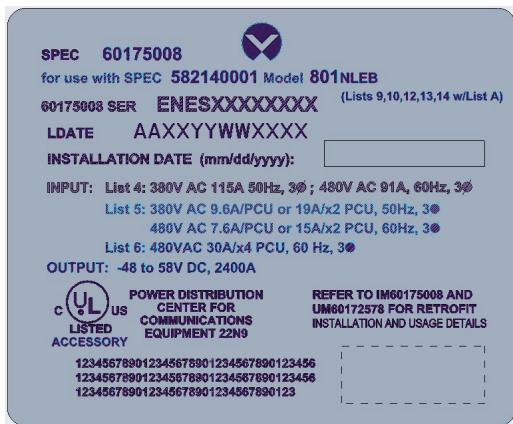 SPEC 60175008
for use with SPEC 582140001 Model 801NLEB
(Lists 9,10,12,13,14 w/List A)
60175008 SER ENESXXXXXXXX
LDATE AAXXYYWWXXXX
INSTALLATION DATE (mm/dd/yyyy):
INPUT: List 4: 380V AC 115A 50Hz, 3Ø ; 480V AC 91A, 60Hz, 3Ø
List 5: 380V AC 9.6A/PCU or 19A/x2 PCU, 50Hz, 3Ø
480V AC 7.6A/PCU or 15A/x2 PCU, 60Hz, 3Ø
List 6: 480VAC 30A/x4 PCU, 60 Hz, 3Ø
OUTPUT: -48 to 58V DC, 2400A
C UL US
LISTED
ACCESSORY
POWER DISTRIBUTION
CENTER FOR
COMMUNICATIONS
EQUIPMENT 22N9
REFER TO IM60175008 AND
UM60172578 FOR RETROFIT
INSTALLATION AND USAGE DETAILS
12345678901234567890123456789012​3456
123456789012345678901234567890123456
123456789012345678901234567890123